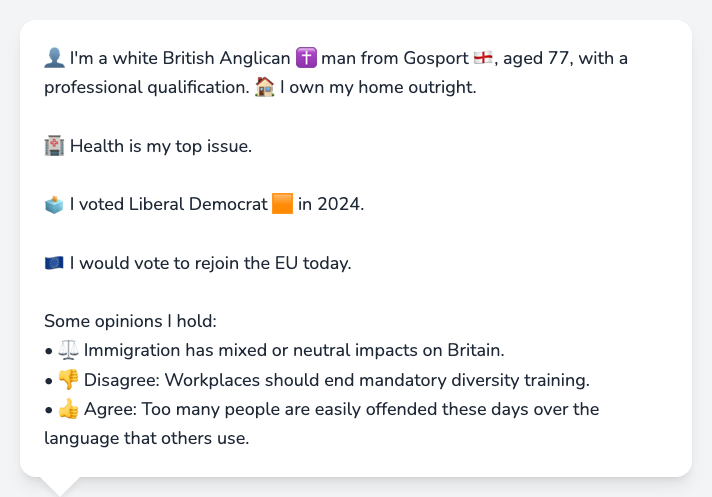 👤 I'm a white British Anglican ✝️ man from Gosport 🏴󠁧󠁢󠁥󠁮󠁧󠁿, aged 77, with a
professional qualification. 🏠 I own my home outright.
🏥 Health is my top issue.
🗳️ I voted Liberal Democrat 🟧 in 2024.
🇪🇺 I would vote to rejoin the EU today.
Some opinions I hold:
• ⚖️ Immigration has mixed or neutral impacts on Britain.
• 👎 Disagree: Workplaces should end mandatory diversity training.
• 👍 Agree: Too many people are easily offended these days over the
language that others use.